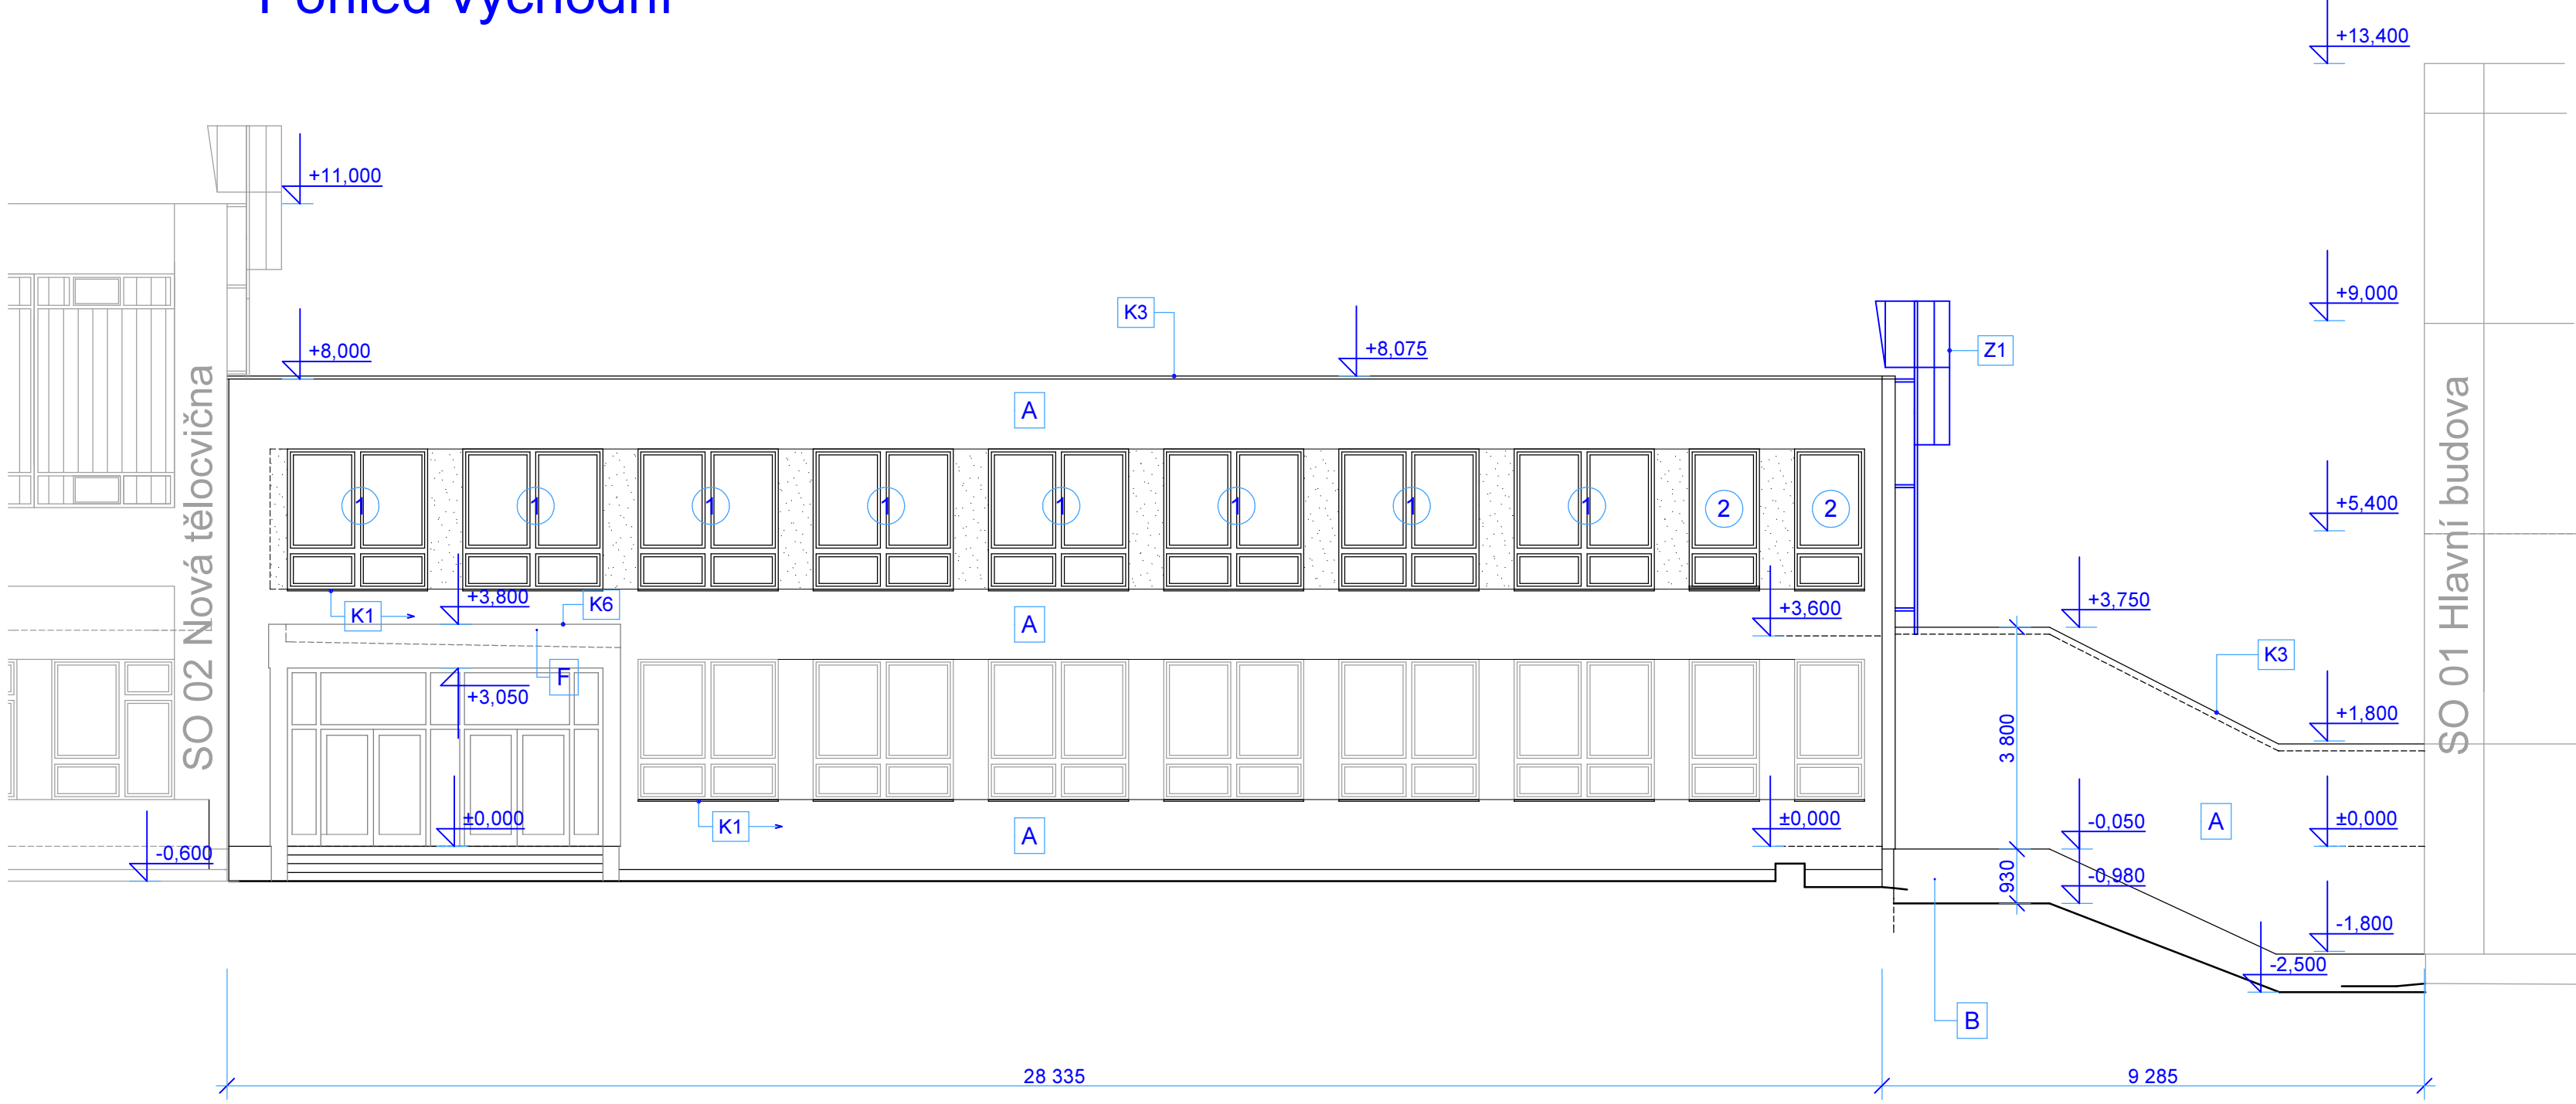 Pohled východní
+13,400
+11,000
+9,000
K3
+8,000
+8,075
Z1
A
SO 02 Nová tělocvična
SO 01 Hlavní budova
1
1
1
1
1
1
1
1
2
2
+5,400
K1
+3,800
K6
A
+3,600
+3,750
K3
F
+3,050
+1,800
3 800
K1
±0,000
A
±0,000
-0,050
A
±0,000
-0,600
930
-0,980
-1,800
-2,500
B
28 335
9 285